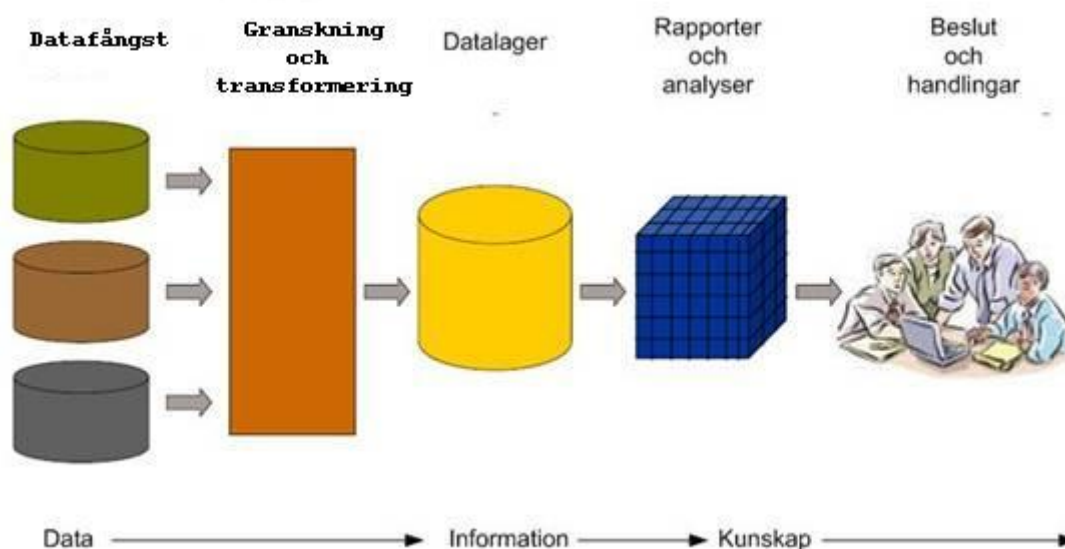 Datafångst
Granskning
och
transformering
Datalager
Rapporter
och
analyser
Beslut
och
handlingar
Data
Information
Kunskap